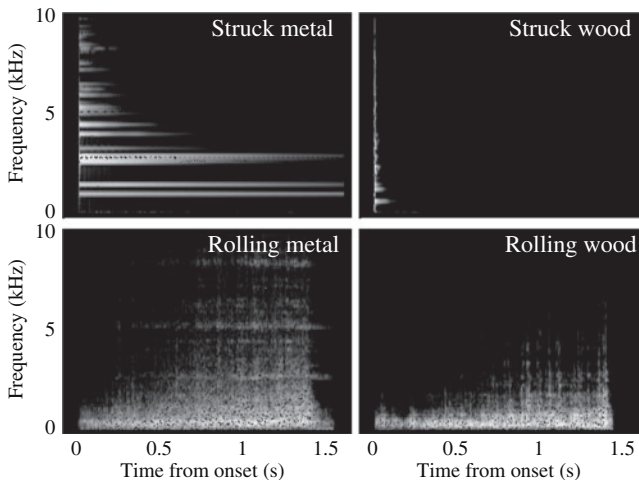 10
Struck metal
Struck wood
5
Frequency (kHz)
0
10
Rolling metal
Rolling wood
5
Frequency (kHz)
0
0 0.5 1 1.5 0 0.5 1 1.5
Time from onset (s) Time from onset (s)